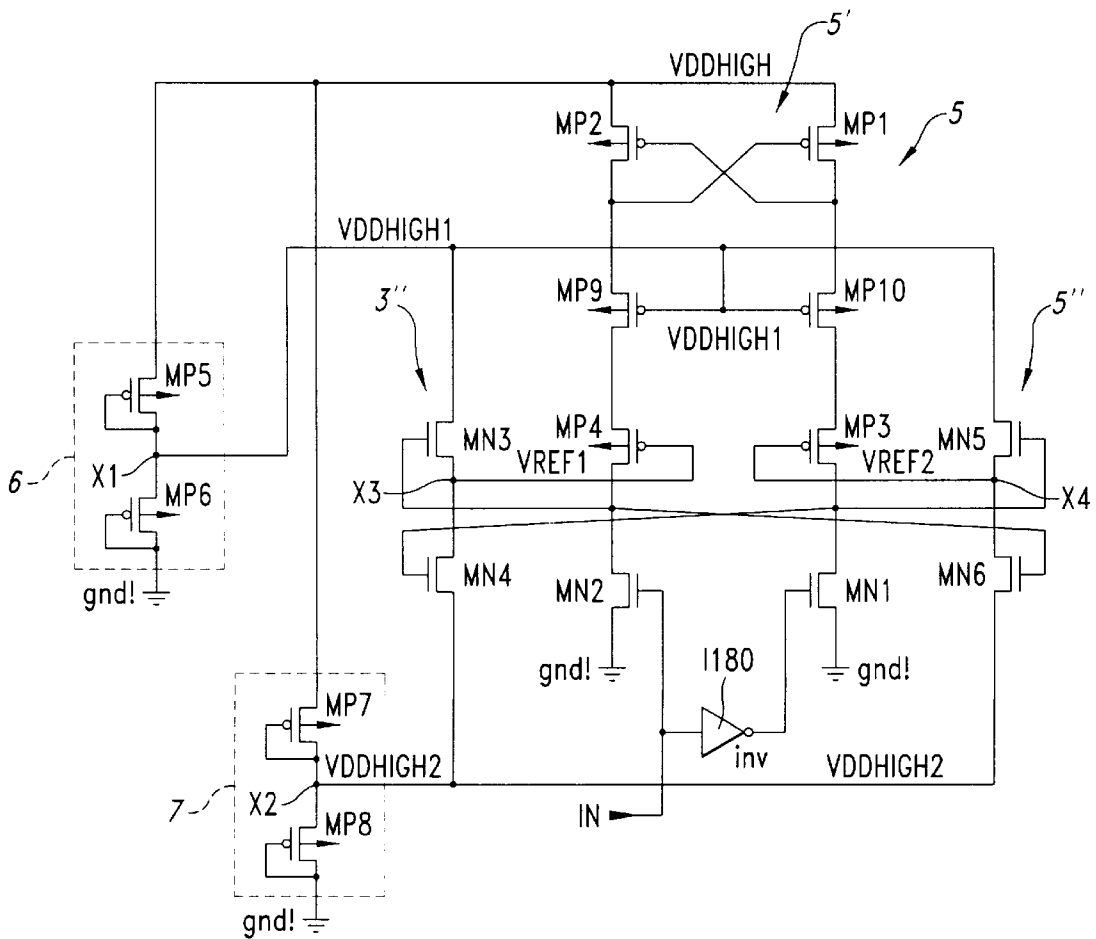 5'
VDDHIGH
MP2
MP1
5
VDDHIGH1
3''
MP9
MP10
5''
VDDHIGH1
MP5
MN3
MP4
MP3
MN5
6
X1
VREF1
VREF2
X3
X4
MP6
MN4
MN2
MN1
MN6
gnd!
gnd!
I180
gnd!
MP7
inv
VDDHIGH2
VDDHIGH2
7
X2
IN
MP8
gnd!